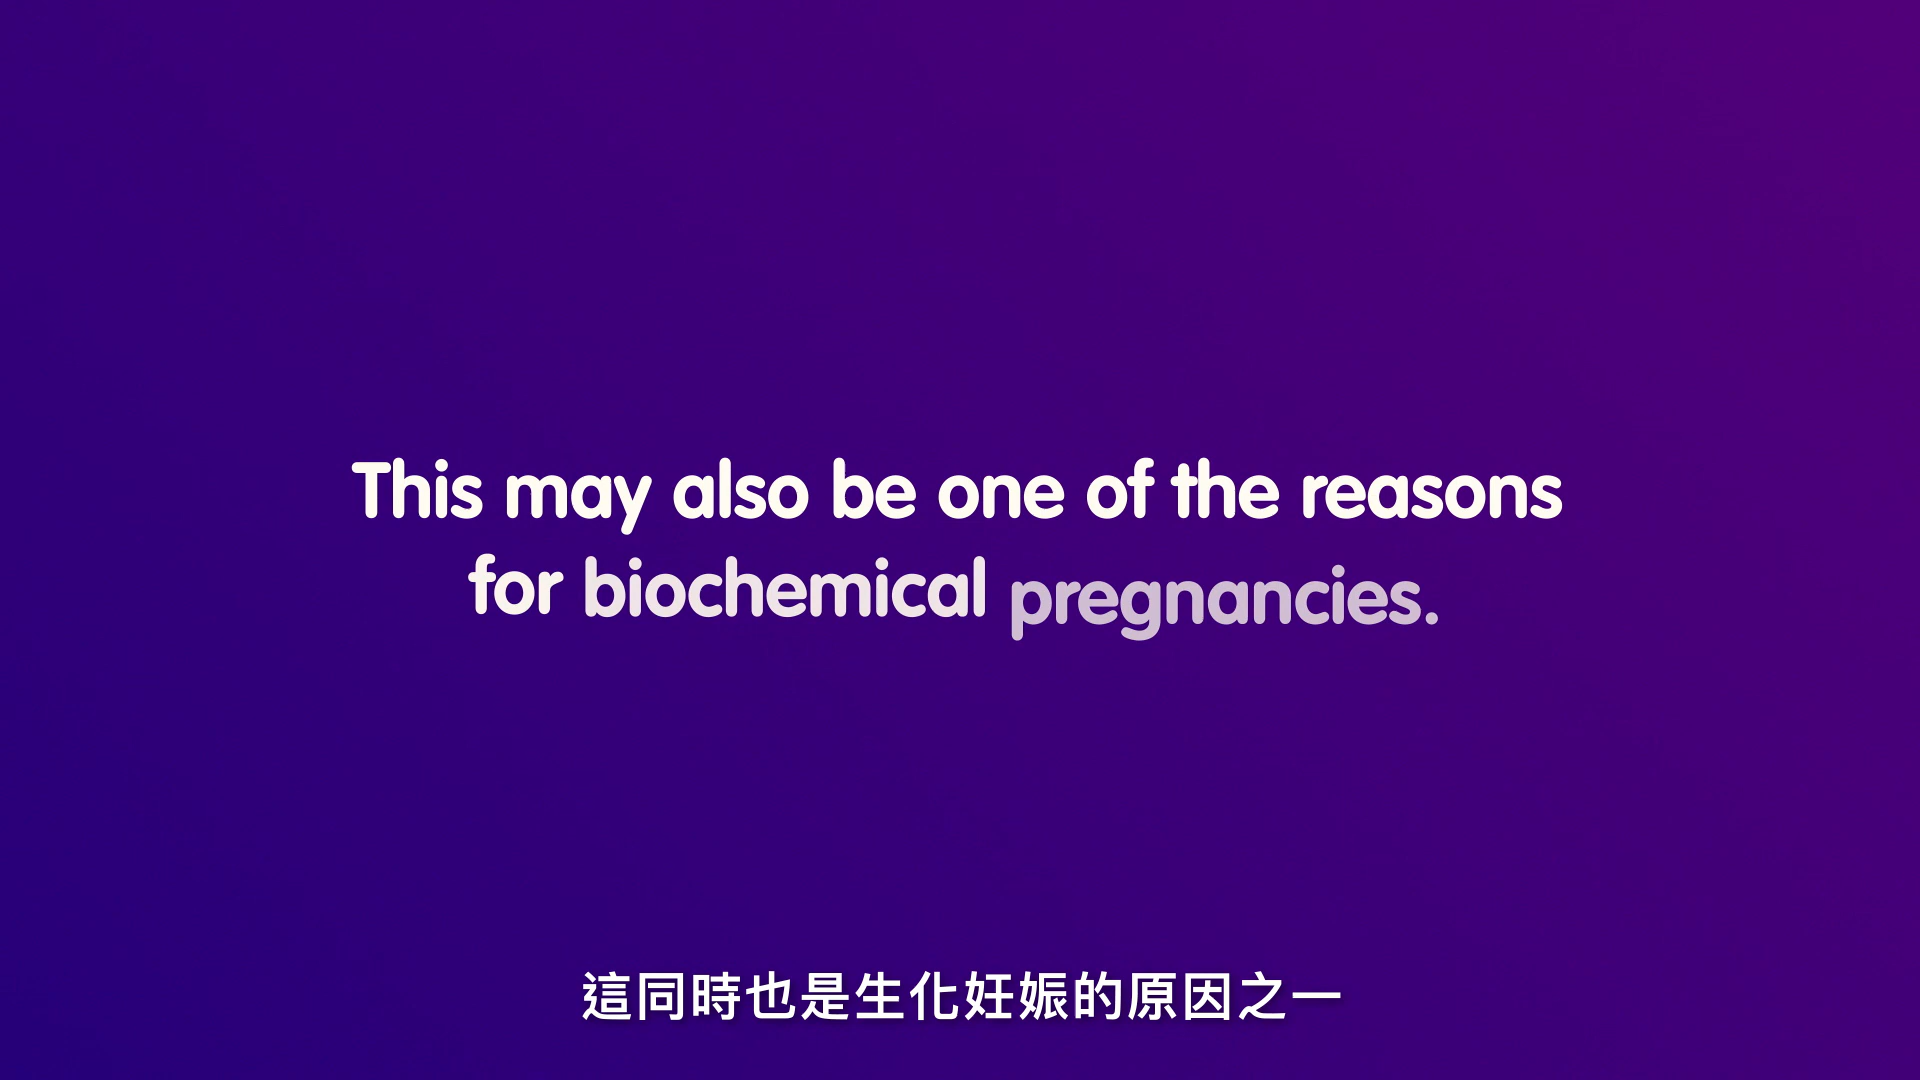 This may also be one of the reasons
for biochemical pregnancies.
這同時也是生化妊娠的原因之一